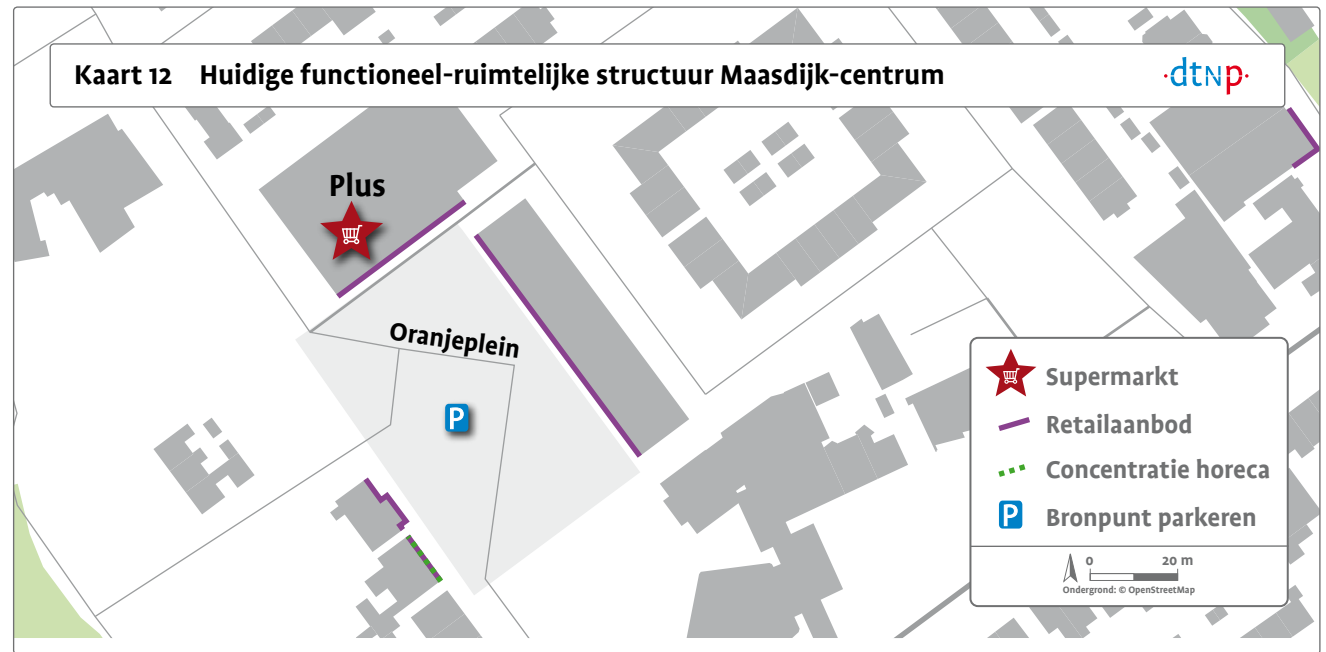 Kaart 12 Huidige functioneel-ruimtelijke structuur Maasdijk-centrum
·dtNp·
Plus
Oranjeplein
P
Supermarkt
Retailaanbod
Concentratie horeca
P Bronpunt parkeren
0 20 m
Ondergrond: © OpenStreetMap